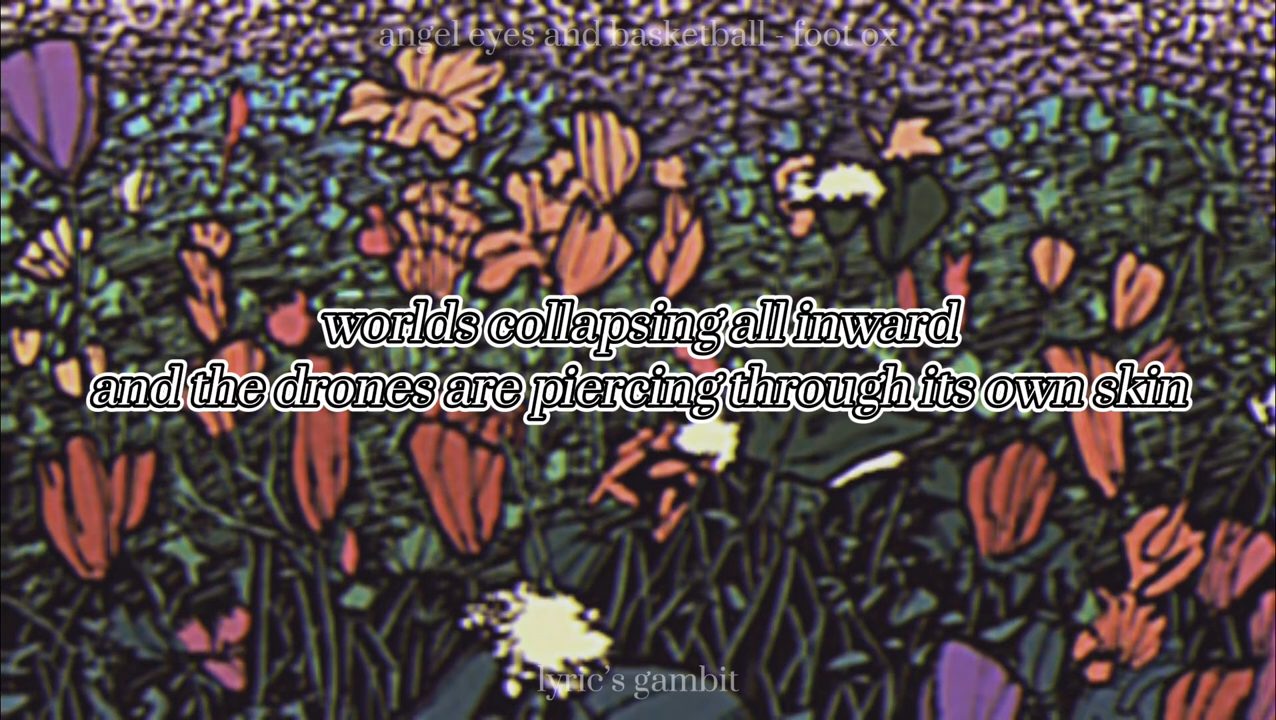 angel eyes and basketball - foot ox
worlds collapsing all inward
and the drones are piercing through its own skin
lyric's gambit